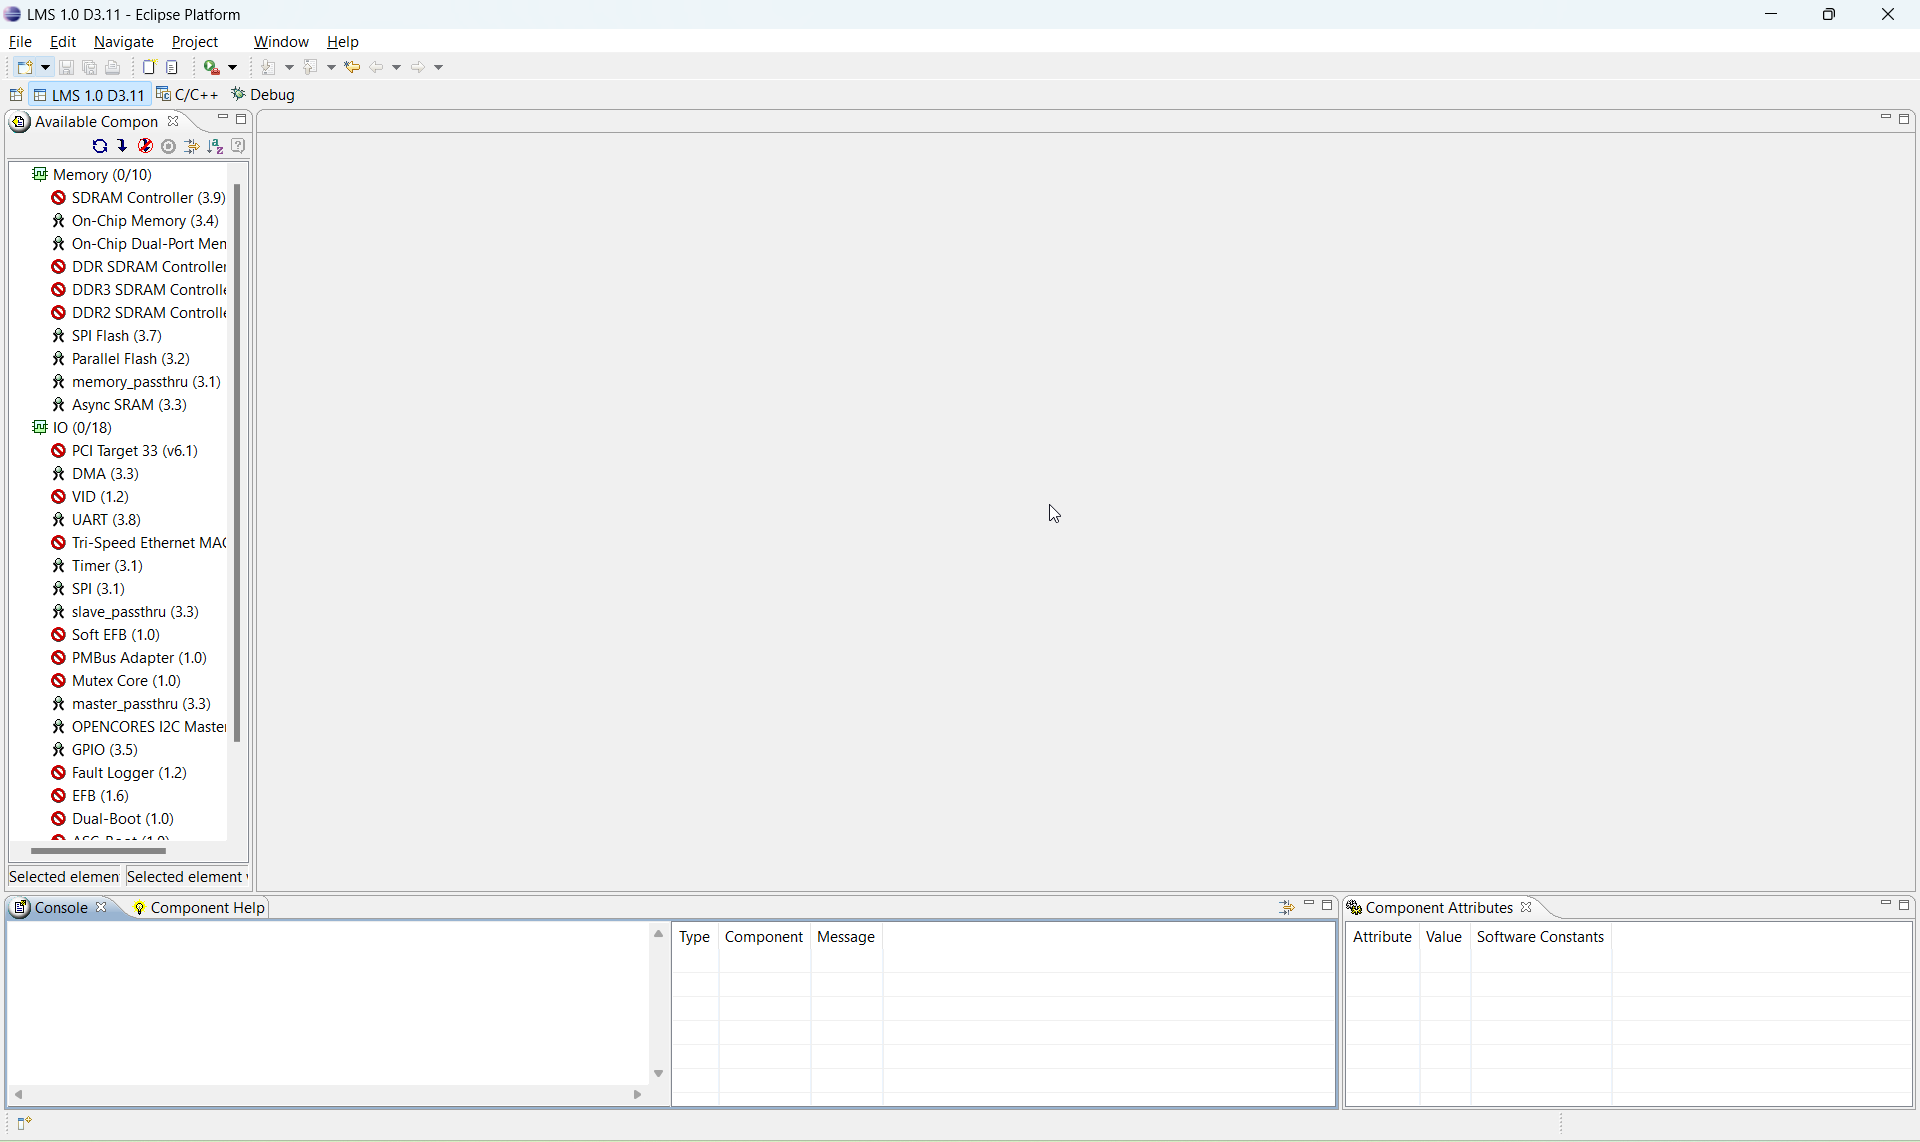 LMS 1.0 D3.11 - Eclipse Platform
File Edit Navigate Project Window Help
LMS 1.0 D3.11 C/C++ Debug
Available Compon
Memory (0/10)
SDRAM Controller (3.9)
On-Chip Memory (3.4)
On-Chip Dual-Port Mem
DDR SDRAM Controller
DDR3 SDRAM Controlle
DDR2 SDRAM Controlle
SPI Flash (3.7)
Parallel Flash (3.2)
memory_passthru (3.1)
Async SRAM (3.3)
IO (0/18)
PCI Target 33 (v6.1)
DMA (3.3)
VID (1.2)
UART (3.8)
Tri-Speed Ethernet MAC
Timer (3.1)
SPI (3.1)
slave_passthru (3.3)
Soft EFB (1.0)
PMBus Adapter (1.0)
Mutex Core (1.0)
master_passthru (3.3)
OPENCORES I2C Master
GPIO (3.5)
Fault Logger (1.2)
EFB (1.6)
Dual-Boot (1.0)
Selected elemen Selected element
Console Component Help
Type Component Message
Component Attributes
Attribute Value Software Constants